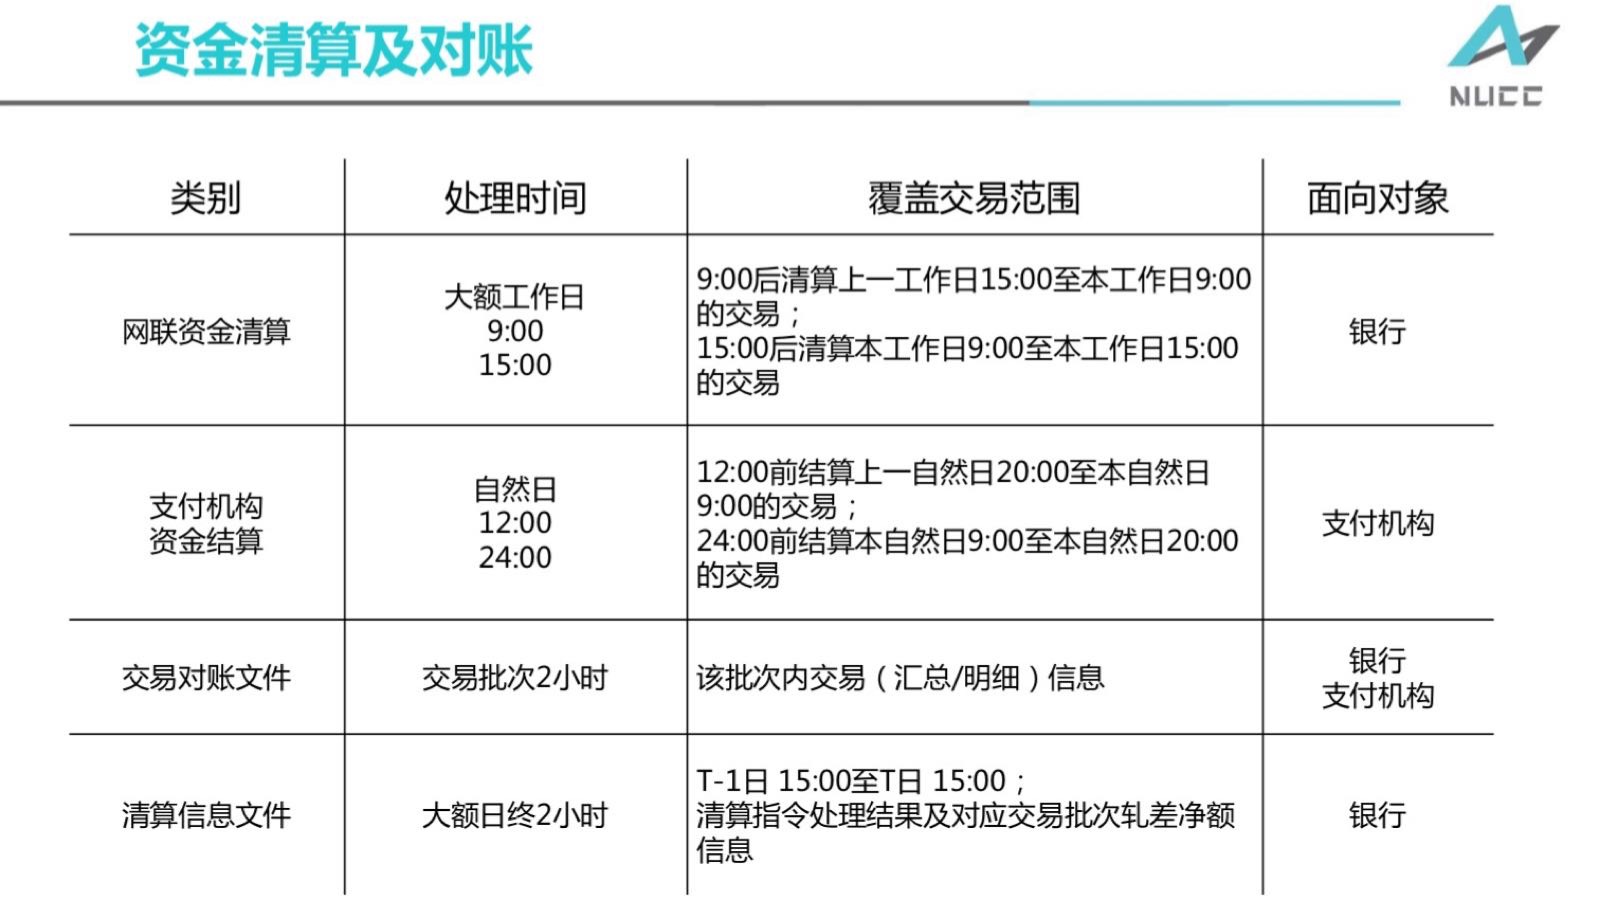 资金清算及对账
NUCC
类别
处理时间
覆盖交易范围
面向对象
网联资金清算
大额工作日
9:00
15:00
9:00后清算上一工作日15:00至本工作日9:00
的交易；
15:00后清算本工作日9:00至本工作日15:00
的交易
银行
支付机构
资金结算
自然日
12:00
24:00
12:00前结算上一自然日20:00至本自然日
9:00的交易；
24:00前结算本自然日9:00至本自然日20:00
的交易
支付机构
交易对账文件
交易批次2小时
该批次内交易（汇总/明细）信息
银行
支付机构
清算信息文件
大额日终2小时
T-1日 15:00至T日 15:00；
清算指令处理结果及对应交易批次轧差净额
信息
银行